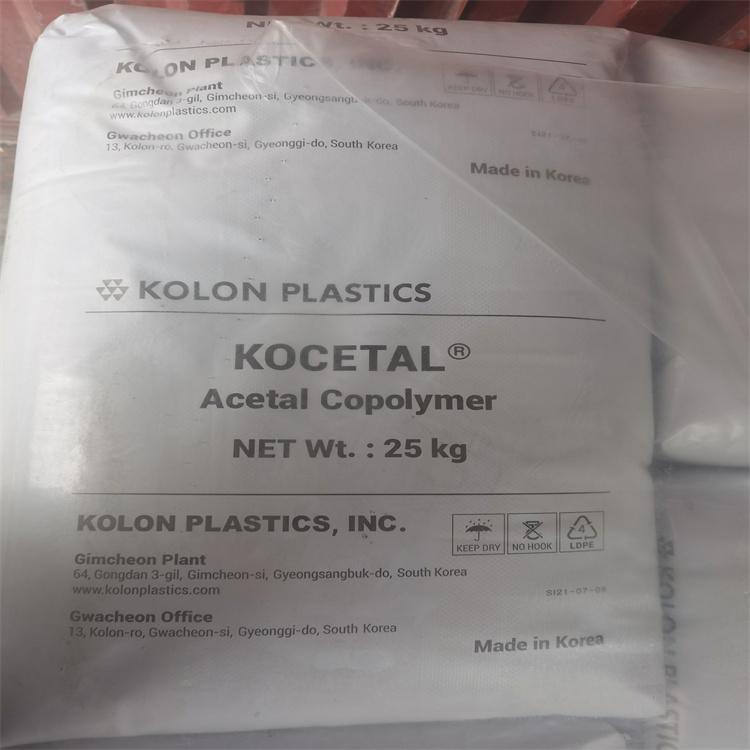 NET Wt. : 25 kg
KOLON PLASTICS, INC.
KEEP DRY NO HOOK LDPE
4
Gimcheon Plant
64, Gongdan 3-gil, Gimcheon-si, Gyeongsangbuk-do, South Korea
www.kolonplastics.com
Gwacheon Office
13, Kolon-ro, Gwacheon-si, Gyeonggi-do, South Korea
Made in Korea
KOLON PLASTICS
KOCETAL®
Acetal Copolymer
NET Wt. : 25 kg
KOLON PLASTICS, INC.
4
KEEP DRY NO HOOK LDPE
Gimcheon Plant
64, Gongdan 3-gil, Gimcheon-si, Gyeongsangbuk-do, South Korea
www.kolonplastics.com
SI21-07-08
Gwacheon Office
13, Kolon-ro, Gwacheon-si, Gyeonggi-do, South Korea
Made in Korea